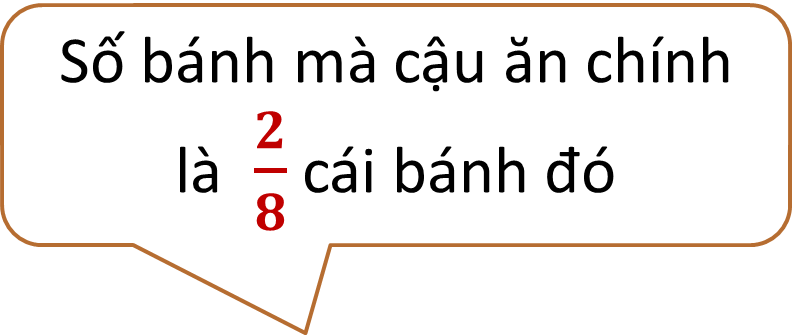 Số bánh mà cậu ăn chính
là 2/8 cái bánh đó